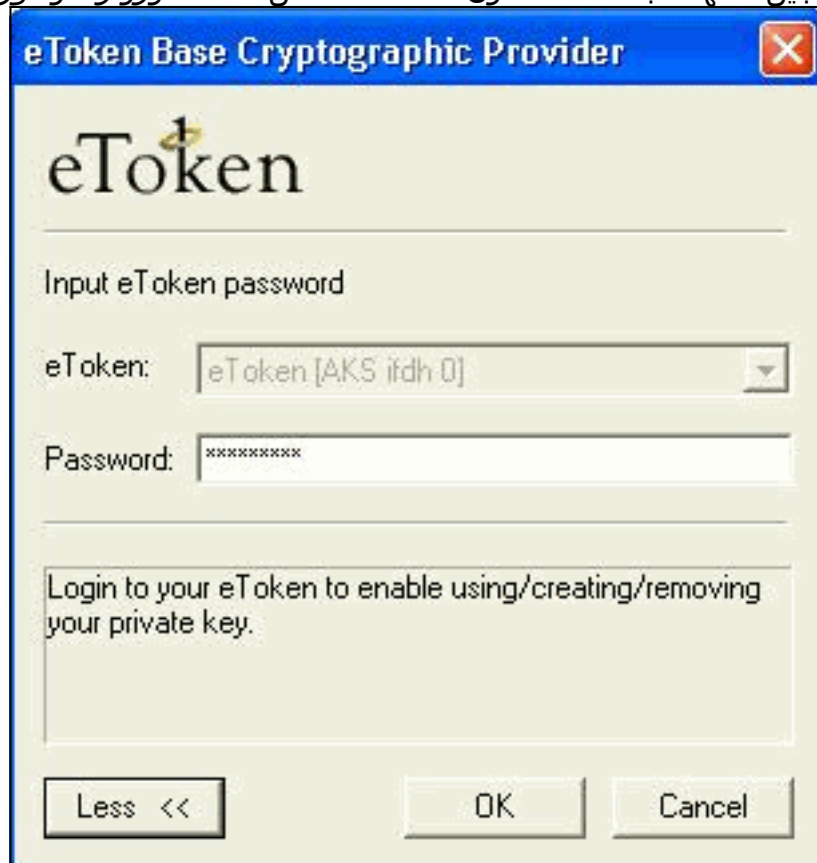 eToken Base Cryptographic Provider
eToken
Input eToken password
eToken: eToken [AKS ifdh 0]
Password: *********
Login to your eToken to enable using/creating/removing
your private key.
Less << OK Cancel